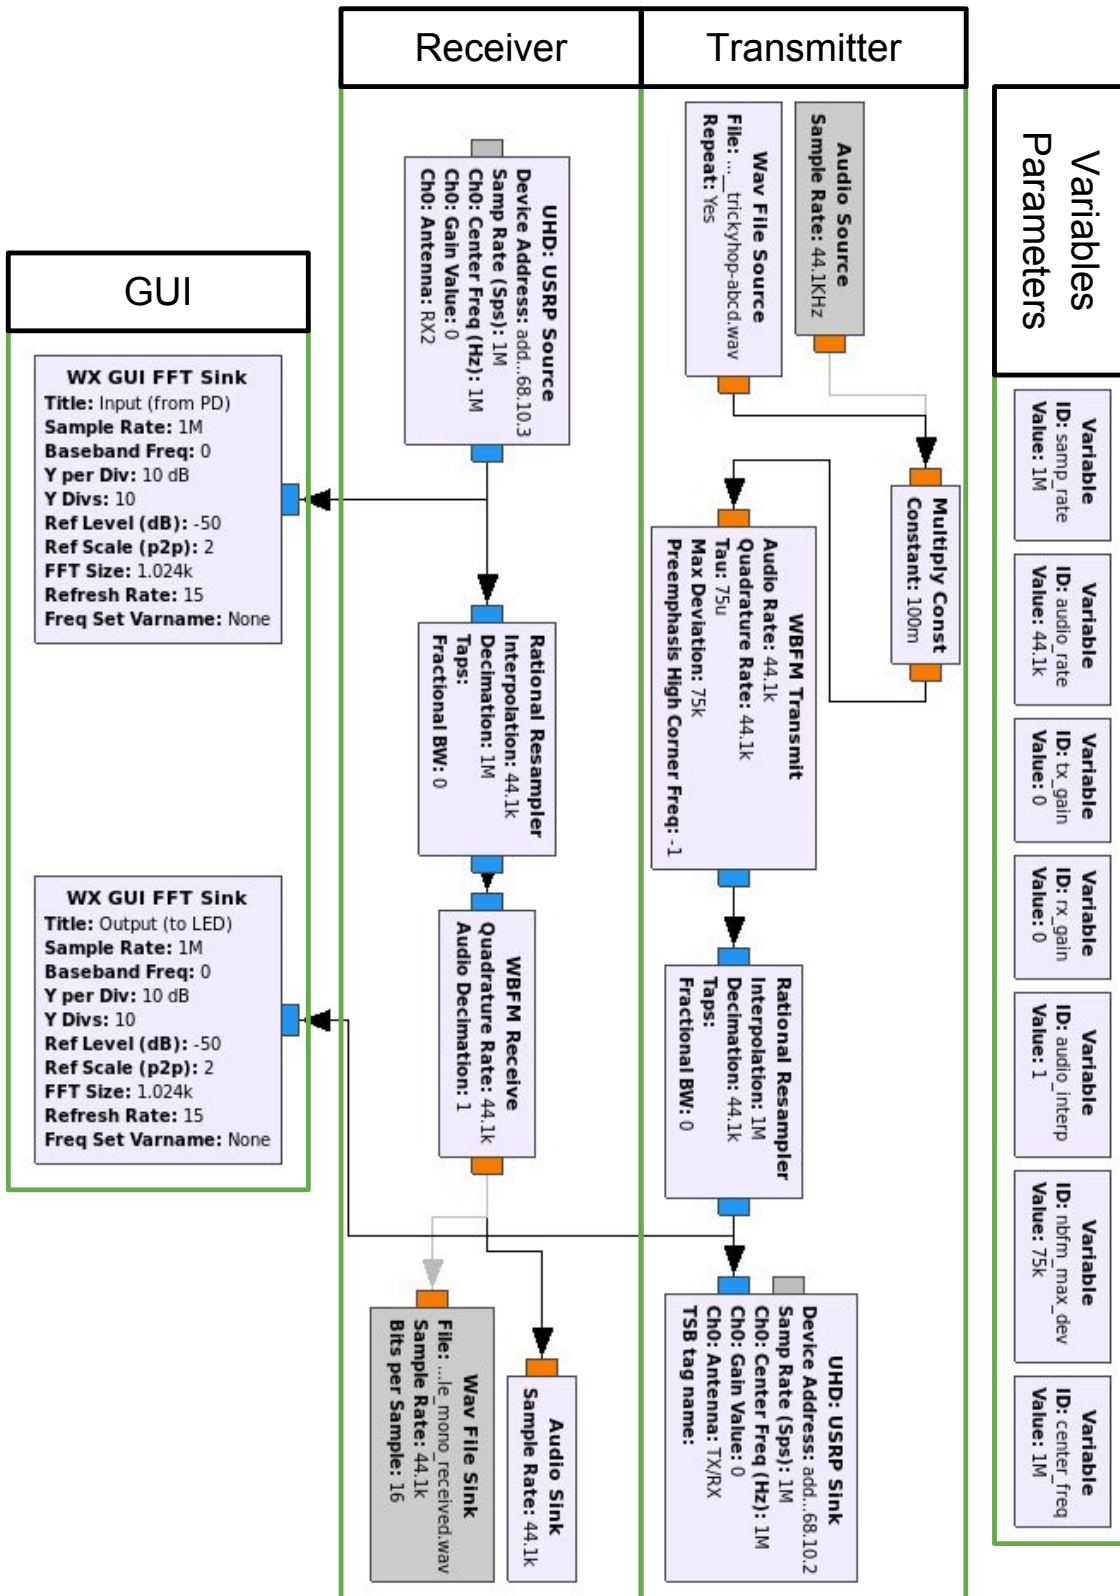 Receiver
Transmitter
Variables
Parameters
GUI
Variable
ID: samp_rate
Value: 1M
Variable
ID: audio_rate
Value: 44.1k
Variable
ID: tx_gain
Value: 0
Variable
ID: rx_gain
Value: 0
Variable
ID: audio_interp
Value: 1
Variable
ID: nbfm_max_dev
Value: 75k
Variable
ID: center_freq
Value: 1M
Audio Source
Sample Rate: 44.1KHz
Wav File Source
File: ...__trickyhop-abcd.wav
Repeat: Yes
Multiply Const
Constant: 100m
WBFM Transmit
Audio Rate: 44.1k
Quadrature Rate: 44.1k
Tau: 75u
Max Deviation: 75k
Preemphasis High Corner Freq: -1
Rational Resampler
Interpolation: 1M
Decimation: 44.1k
Taps:
Fractional BW: 0
UHD: USRP Sink
Device Address: add...68.10.2
Samp Rate (Sps): 1M
Ch0: Center Freq (Hz): 1M
Ch0: Gain Value: 0
Ch0: Antenna: TX/RX
TSB tag name:
UHD: USRP Source
Device Address: add...68.10.3
Samp Rate (Sps): 1M
Ch0: Center Freq (Hz): 1M
Ch0: Gain Value: 0
Ch0: Antenna: RX2
Rational Resampler
Interpolation: 44.1k
Decimation: 1M
Taps:
Fractional BW: 0
WBFM Receive
Quadrature Rate: 44.1k
Audio Decimation: 1
Audio Sink
Sample Rate: 44.1k
Wav File Sink
File: ...le_mono_received.wav
Sample Rate: 44.1k
Bits per Sample: 16
WX GUI FFT Sink
Title: Input (from PD)
Sample Rate: 1M
Baseband Freq: 0
Y per Div: 10 dB
Y Divs: 10
Ref Level (dB): -50
Ref Scale (p2p): 2
FFT Size: 1.024k
Refresh Rate: 15
Freq Set Varname: None
WX GUI FFT Sink
Title: Output (to LED)
Sample Rate: 1M
Baseband Freq: 0
Y per Div: 10 dB
Y Divs: 10
Ref Level (dB): -50
Ref Scale (p2p): 2
FFT Size: 1.024k
Refresh Rate: 15
Freq Set Varname: None